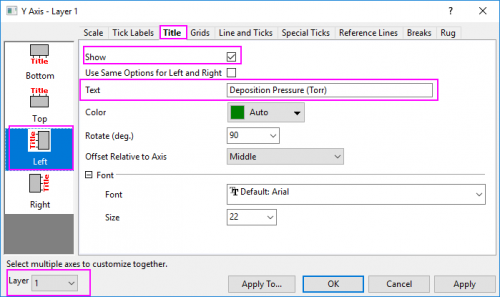 Y Axis - Layer 1
Scale Tick Labels Title Grids Line and Ticks Special Ticks Reference Lines Breaks Rug
Title
Bottom
Title
Top
Title
Left
Title
Right
Show
Use Same Options for Left and Right
Text Deposition Pressure (Torr)
Color Auto
Rotate (deg.) 90
Offset Relative to Axis Middle
Font
Font Default: Arial
Size 22
Select multiple axes to customize together.
Layer 1
Apply To... OK Cancel Apply